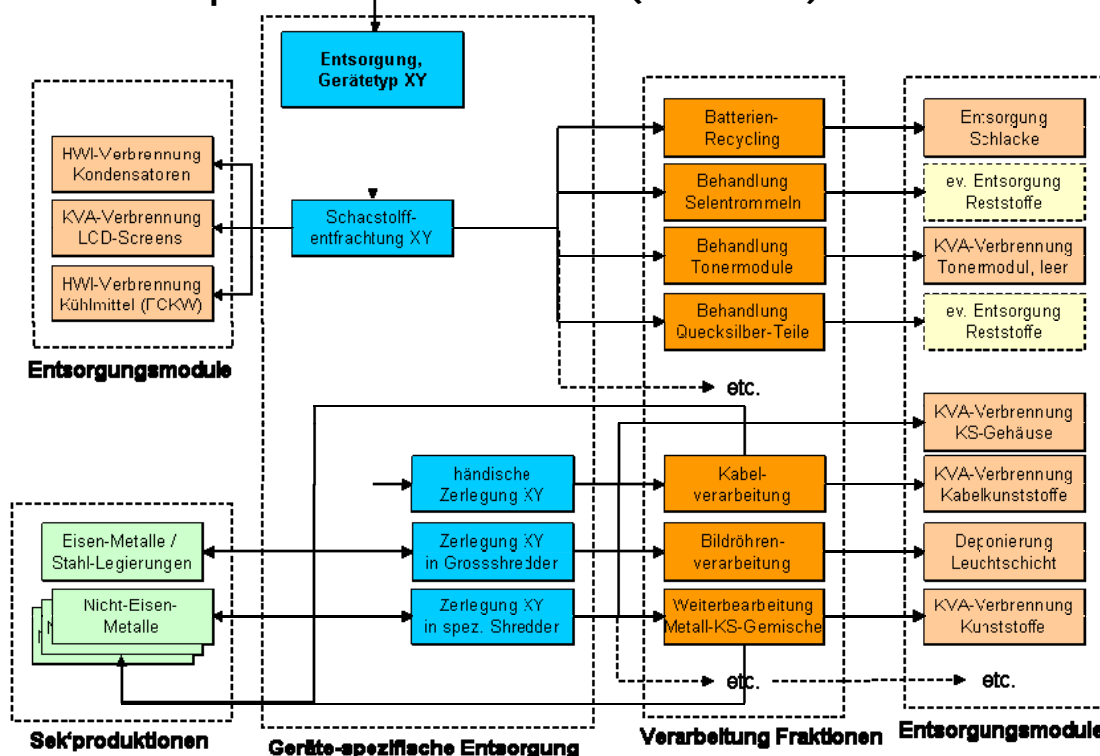 Entsorgung,
Gerätetyp XY
HWI-Verbrennung
Kondensatoren
KVA-Verbrennung
LCD-Screens
HWI-Verbrennung
Kühlmittel (FCKW)
Entsorgungsmodule
Schadstoff-
entfrachtung XY
Batterien-
Recycling
Behandlung
Selentrommeln
Behandlung
Tonermodule
Behandlung
Quecksilber-Teile
etc.
Entsorgung
Schlacke
ev. Entsorgung
Reststoffe
KVA-Verbrennung
Tonermodul, leer
ev. Entsorgung
Reststoffe
KVA-Verbrennung
KS-Gehäuse
händische
Zerlegung XY
Kabel-
verarbeitung
KVA-Verbrennung
Kabelkunststoffe
Eisen-Metalle /
Stahl-Legierungen
Zerlegung XY
in Grossshredder
Bildröhren-
verarbeitung
Deponierung
Leuchtschicht
Nicht-Eisen-
Metalle
Zerlegung XY
in spez. Shredder
Weiterbearbeitung
Metall-KS-Gemische
KVA-Verbrennung
Kunststoffe
etc.
etc.
Sek'produktionen
Geräte-spezifische Entsorgung
Verarbeitung Fraktionen
Entsorgungsmodule